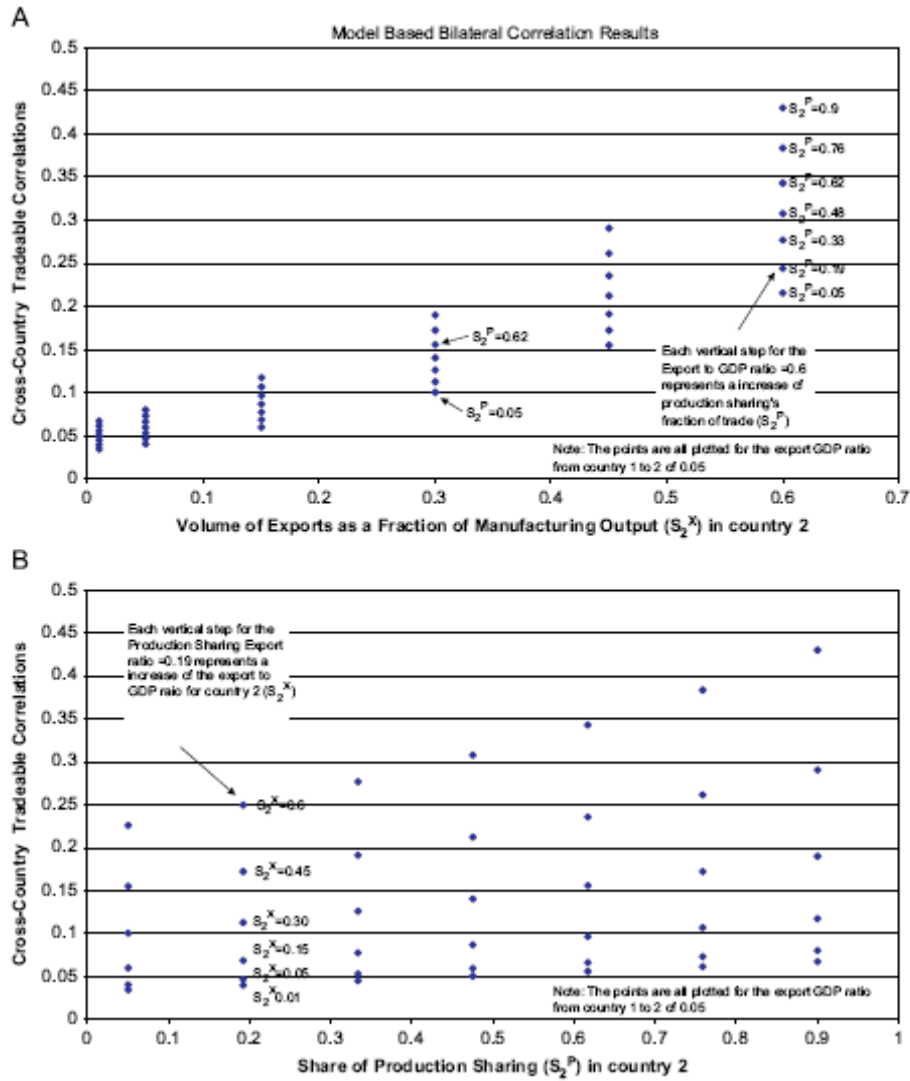 A
Model Based Bilateral Correlation Results
Cross-Country Tradeable Correlations
0.5
0.45
0.4
0.35
0.3
0.25
0.2
0.15
0.1
0.05
0
S₂ᴾ=0.9
S₂ᴾ=0.76
S₂ᴾ=0.62
S₂ᴾ=0.48
S₂ᴾ=0.33
S₂ᴾ=0.19
S₂ᴾ=0.05
S₂ᴾ=0.62
S₂ᴾ=0.05
Each vertical step for the
Export to GDP ratio =0.6
represents a increase of
production sharing's
fraction of trade (S₂ᴾ)
Note: The points are all plotted for the export GDP ratio
from country 1 to 2 of 0.05
0
0.1
0.2
0.3
0.4
0.5
0.6
0.7
Volume of Exports as a Fraction of Manufacturing Output (S₂ˣ) in country 2
B
Cross-Country Tradeable Correlations
0.5
0.45
0.4
0.35
0.3
0.25
0.2
0.15
0.1
0.05
0
Each vertical step for the
Production Sharing Export
ratio =0.19 represents a
increase of the export to
GDP raio for country 2 (S₂ˣ)
S₂ˣ=0.6
S₂ˣ=0.45
S₂ˣ=0.30
S₂ˣ=0.15
S₂ˣ=0.05
S₂ˣ0.01
Note: The points are all plotted for the export GDP ratio
from country 1 to 2 of 0.05
0
0.1
0.2
0.3
0.4
0.5
0.6
0.7
0.8
0.9
1
Share of Production Sharing (S₂ᴾ) in country 2